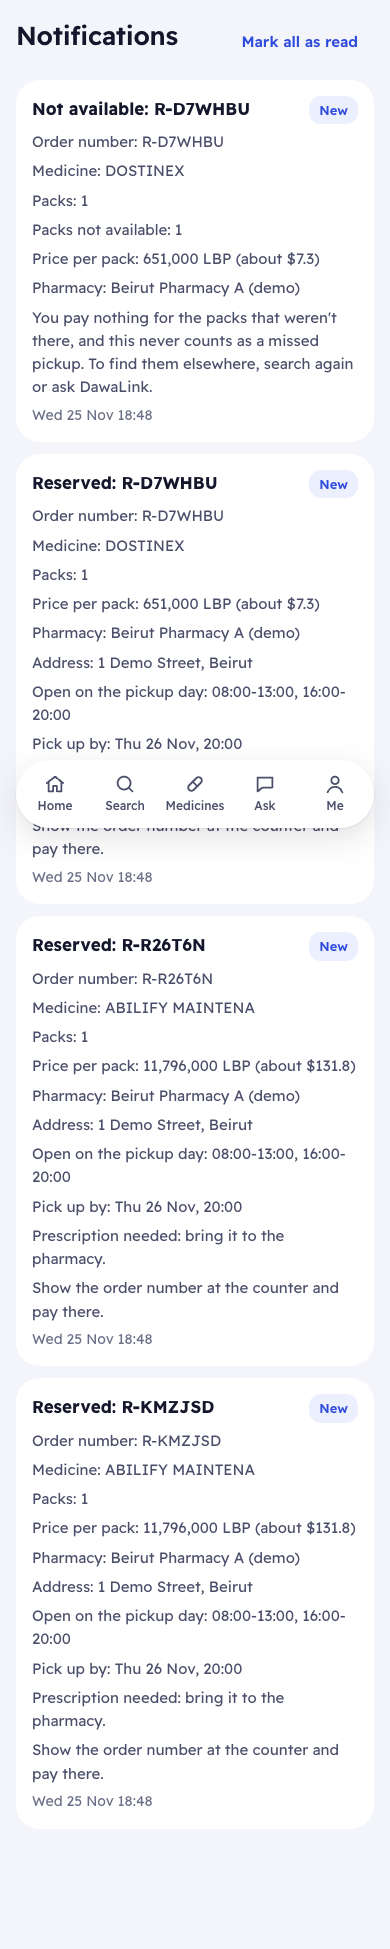 Notifications
Mark all as read
Not available: R-D7WHBU
New
Order number: R-D7WHBU
Medicine: DOSTINEX
Packs: 1
Packs not available: 1
Price per pack: 651,000 LBP (about $7.3)
Pharmacy: Beirut Pharmacy A (demo)
You pay nothing for the packs that weren't
there, and this never counts as a missed
pickup. To find them elsewhere, search again
or ask DawaLink.
Wed 25 Nov 18:48
Reserved: R-D7WHBU
New
Order number: R-D7WHBU
Medicine: DOSTINEX
Packs: 1
Price per pack: 651,000 LBP (about $7.3)
Pharmacy: Beirut Pharmacy A (demo)
Address: 1 Demo Street, Beirut
Open on the pickup day: 08:00-13:00, 16:00-
20:00
Pick up by: Thu 26 Nov, 20:00
Home
Search
Medicines
Ask
Me
Show the order number at the counter and
pay there.
Wed 25 Nov 18:48
Reserved: R-R26T6N
New
Order number: R-R26T6N
Medicine: ABILIFY MAINTENA
Packs: 1
Price per pack: 11,796,000 LBP (about $131.8)
Pharmacy: Beirut Pharmacy A (demo)
Address: 1 Demo Street, Beirut
Open on the pickup day: 08:00-13:00, 16:00-
20:00
Pick up by: Thu 26 Nov, 20:00
Prescription needed: bring it to the
pharmacy.
Show the order number at the counter and
pay there.
Wed 25 Nov 18:48
Reserved: R-KMZJSD
New
Order number: R-KMZJSD
Medicine: ABILIFY MAINTENA
Packs: 1
Price per pack: 11,796,000 LBP (about $131.8)
Pharmacy: Beirut Pharmacy A (demo)
Address: 1 Demo Street, Beirut
Open on the pickup day: 08:00-13:00, 16:00-
20:00
Pick up by: Thu 26 Nov, 20:00
Prescription needed: bring it to the
pharmacy.
Show the order number at the counter and
pay there.
Wed 25 Nov 18:48